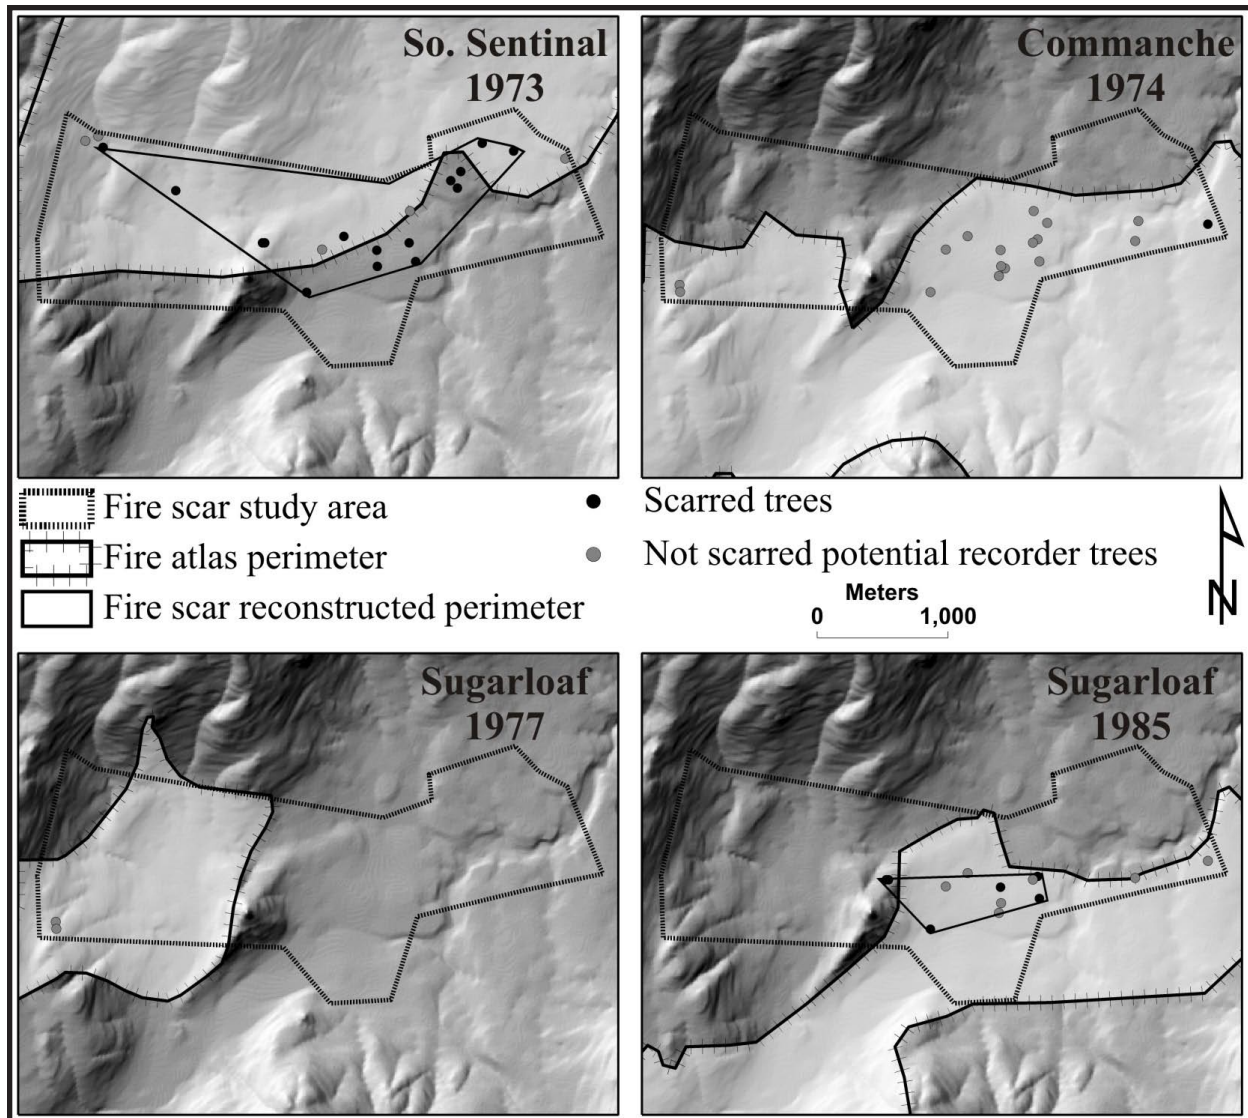 So. Sentinal
1973
Commanche
1974
Fire scar study area
Fire atlas perimeter
Fire scar reconstructed perimeter
Scarred trees
Not scarred potential recorder trees
Meters
0 1,000
N
Sugarloaf
1977
Sugarloaf
1985